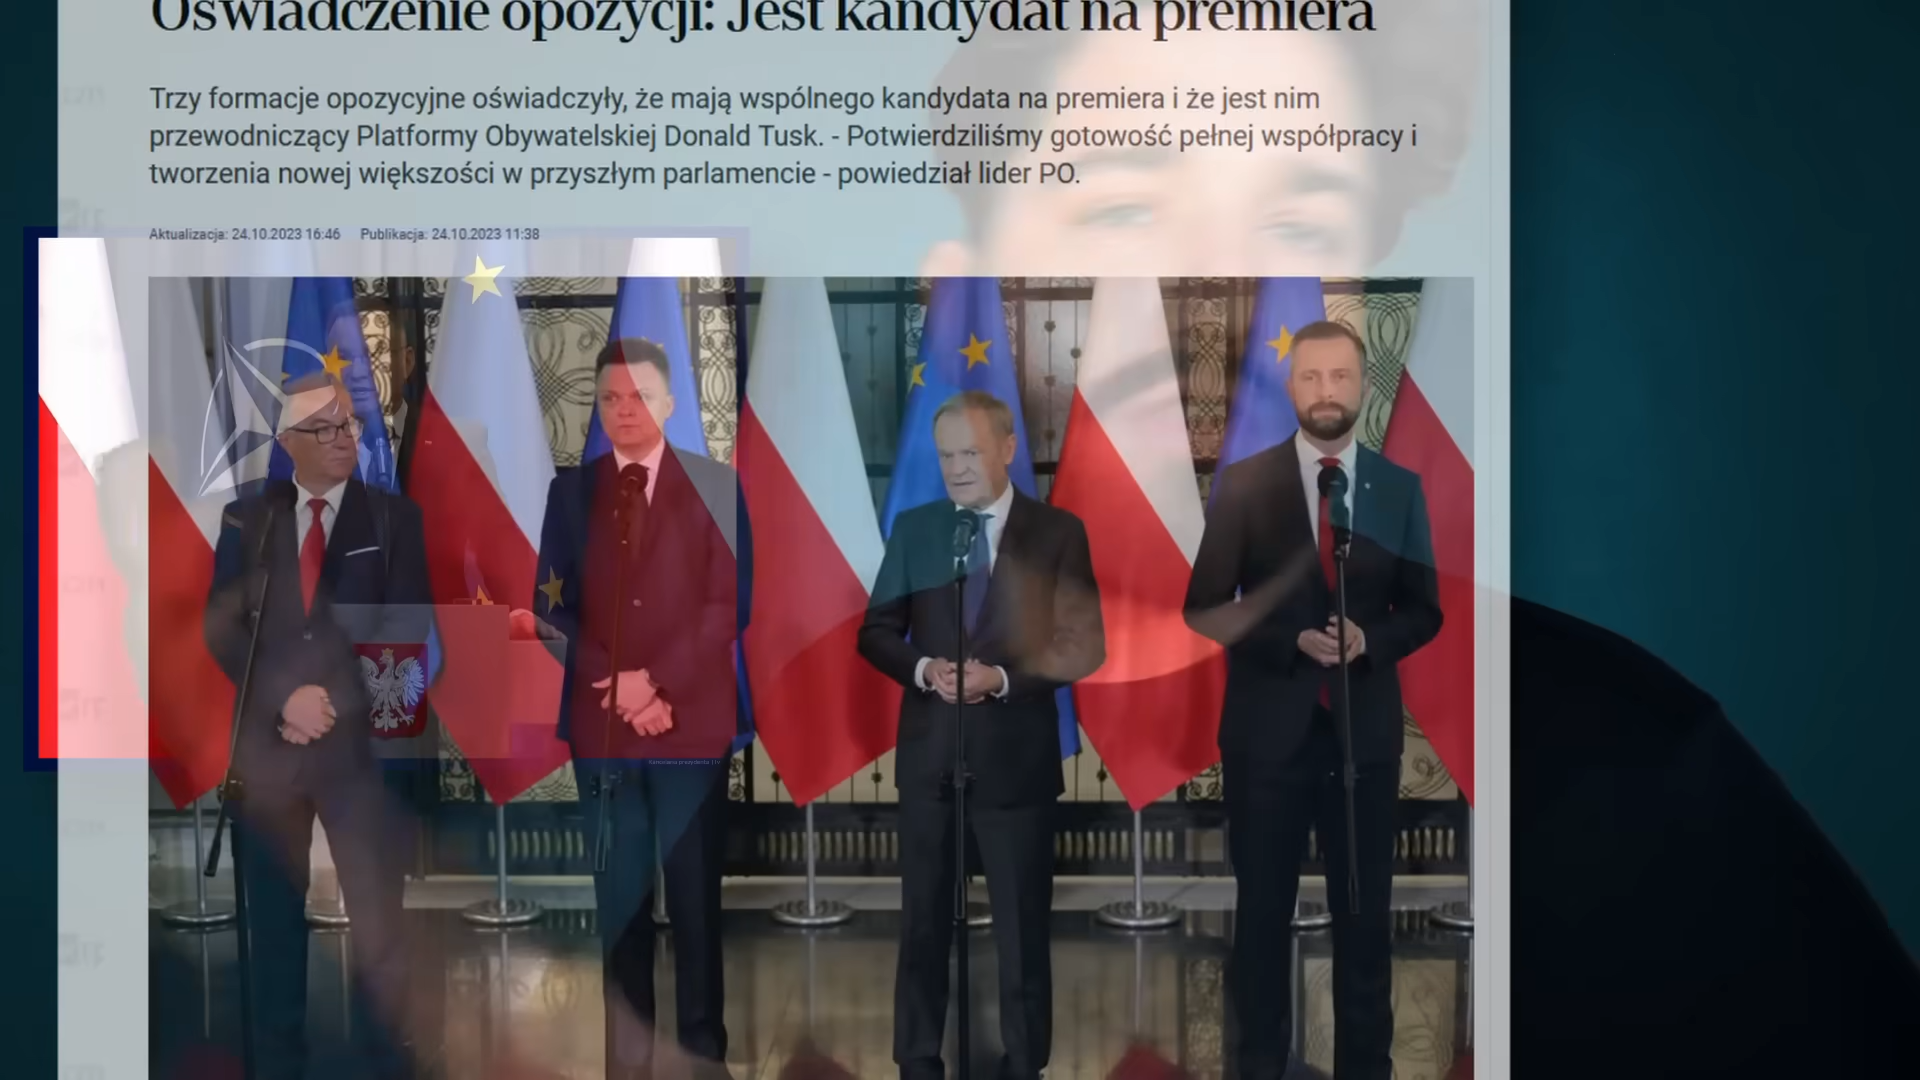 Oświadczenie opozycji: Jest kandydat na premiera
Trzy formacje opozycyjne oświadczyły, że mają wspólnego kandydata na premiera i że jest nim
przewodniczący Platformy Obywatelskiej Donald Tusk. - Potwierdziliśmy gotowość pełnej współpracy i
tworzenia nowej większości w przyszłym parlamencie - powiedział lider PO.
Aktualizacja: 24.10.2023 16:46 Publikacja: 24.10.2023 11:38